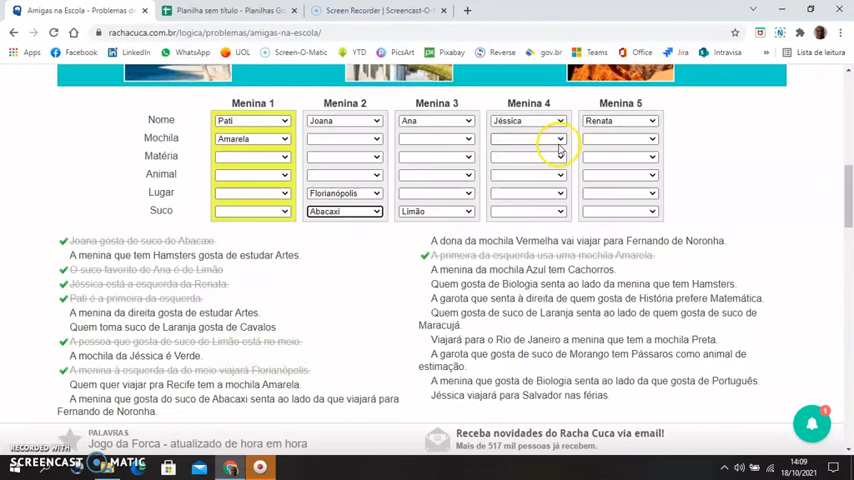 Amigas na Escola - Problemas de
Planilha sem título - Planilhas Go
Screen Recorder | Screencast-O-M
rachacuca.com.br/logica/problemas/amigas-na-escola/
Apps
Facebook
LinkedIn
WhatsApp
UOL
Screen-O-Matic
YTD
PicsArt
Pixabay
Reverse
gov.br
Teams
Office
Jira
Intravisa
Lista de leitura
Menina 1 Menina 2 Menina 3 Menina 4 Menina 5
Nome Pati Joana Ana Jéssica Renata
Mochila Amarela
Matéria
Animal
Lugar Florianópolis
Suco Abacaxi Limão
Joana gosta de suco de Abacaxi.
A menina que tem Hamsters gosta de estudar Artes.
O suco favorito de Ana é de Limão
Jéssica está a esquerda da Renata.
Pati é a primeira da esquerda.
A menina da direita gosta de estudar Artes.
Quem toma suco de Laranja gosta de Cavalos
A pessoa que gosta de suco de Limão está no meio.
A mochila da Jéssica é Verde.
A menina à esquerda da do meio viajará Florianópolis.
Quem quer viajar pra Recife tem a mochila Amarela.
A menina que gosta do suco de Abacaxi senta ao lado da que viajará para
Fernando de Noronha.
A dona da mochila Vermelha vai viajar para Fernando de Noronha.
A primeira da esquerda usa uma mochila Amarela.
A menina da mochila Azul tem Cachorros.
Quem gosta de Biologia senta ao lado da menina que tem Hamsters.
A garota que senta à direita de quem gosta de História prefere Matemática.
Quem gosta de suco de Laranja senta ao lado de quem gosta de suco de
Maracujá.
Viajará para o Rio de Janeiro a menina que tem a mochila Preta.
A garota que gosta de suco de Morango tem Pássaros como animal de
estimação.
A menina que gosta de Biologia senta ao lado da que gosta de Português.
Jéssica viajará para Salvador nas férias.
PALAVRAS
Jogo da Forca - atualizado de hora em hora
Receba novidades do Racha Cuca via email!
Mais de 517 mil pessoas já recebem.
1
RECORDED WITH
SCREENCAST MATIC
14:09
18/10/2021